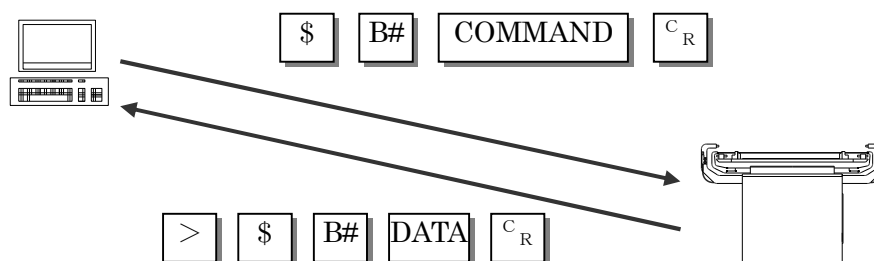 $ B# COMMAND CR
> $ B# DATA CR